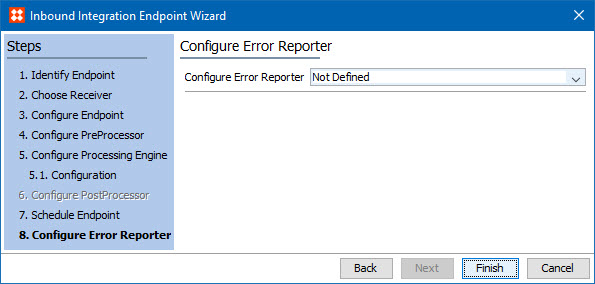 Inbound Integration Endpoint Wizard
Steps
1. Identify Endpoint
2. Choose Receiver
3. Configure Endpoint
4. Configure PreProcessor
5. Configure Processing Engine
5.1. Configuration
6. Configure PostProcessor
7. Schedule Endpoint
8. Configure Error Reporter
Configure Error Reporter
Configure Error Reporter Not Defined
Back Next Finish Cancel